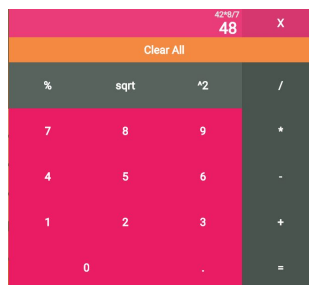 42*8/7
48 X
Clear All
% sqrt ^2 /
7 8 9 *
4 5 6 -
1 2 3 +
0 . =